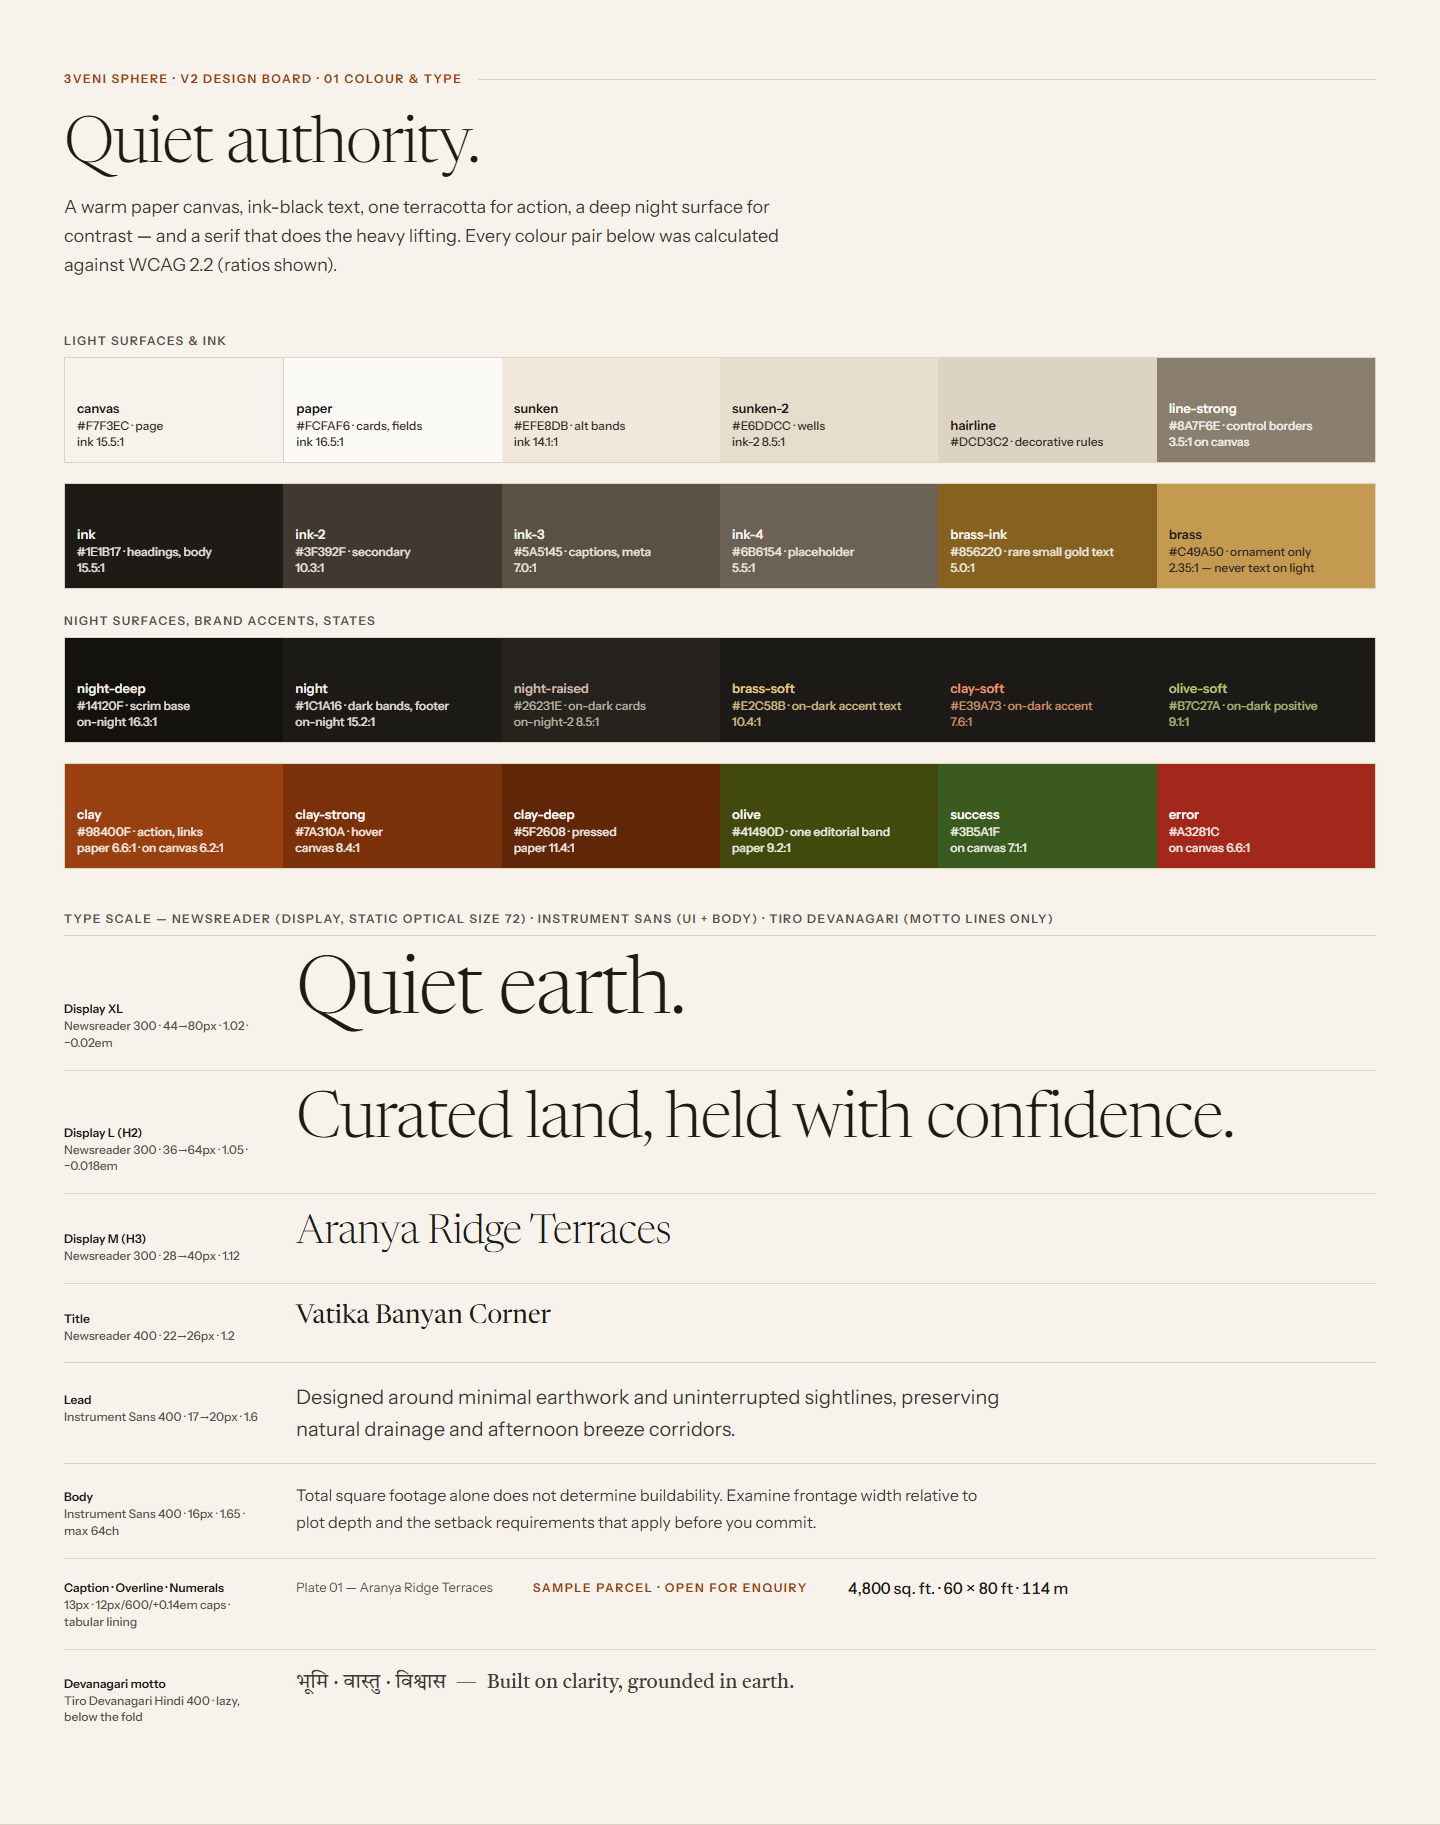 3VENI SPHERE · V2 DESIGN BOARD · 01 COLOUR & TYPE
Quiet authority.
A warm paper canvas, ink-black text, one terracotta for action, a deep night surface for
contrast — and a serif that does the heavy lifting. Every colour pair below was calculated
against WCAG 2.2 (ratios shown).
LIGHT SURFACES & INK
canvas
#F7F3EC · page
ink 15.5:1
paper
#FCFAF6 · cards, fields
ink 16.5:1
sunken
#EFE8DB · alt bands
ink 14.1:1
sunken-2
#E6DDCC · wells
ink-2 8.5:1
hairline
#DCD3C2 · decorative rules
line-strong
#8A7F6E · control borders
3.5:1 on canvas
ink
#1E1B17 · headings, body
15.5:1
ink-2
#3F392F · secondary
10.3:1
ink-3
#5A5145 · captions, meta
7.0:1
ink-4
#6B6154 · placeholder
5.5:1
brass-ink
#856220 · rare small gold text
5.0:1
brass
#C49A50 · ornament only
2.35:1 — never text on light
NIGHT SURFACES, BRAND ACCENTS, STATES
night-deep
#14120F · scrim base
on-night 16.3:1
night
#1C1A16 · dark bands, footer
on-night 15.2:1
night-raised
#26231E · on-dark cards
on-night-2 8.5:1
brass-soft
#E2C58B · on-dark accent text
10.4:1
clay-soft
#E39A73 · on-dark accent
7.6:1
olive-soft
#B7C27A · on-dark positive
9.1:1
clay
#98400F · action, links
paper 6.6:1 · on canvas 6.2:1
clay-strong
#7A310A · hover
canvas 8.4:1
clay-deep
#5F2608 · pressed
paper 11.4:1
olive
#41490D · one editorial band
paper 9.2:1
success
#3B5A1F
on canvas 7.1:1
error
#A3281C
on canvas 6.6:1
TYPE SCALE — NEWSREADER (DISPLAY, STATIC OPTICAL SIZE 72) · INSTRUMENT SANS (UI + BODY) · TIRO DEVANAGARI (MOTTO LINES ONLY)
Display XL
Newsreader 300 · 44→80px · 1.02 ·
−0.02em
Quiet earth.
Display L (H2)
Newsreader 300 · 36→64px · 1.05 ·
−0.018em
Curated land, held with confidence.
Display M (H3)
Newsreader 300 · 28→40px · 1.12
Aranya Ridge Terraces
Title
Newsreader 400 · 22→26px · 1.2
Vatika Banyan Corner
Lead
Instrument Sans 400 · 17→20px · 1.6
Designed around minimal earthwork and uninterrupted sightlines, preserving
natural drainage and afternoon breeze corridors.
Body
Instrument Sans 400 · 16px · 1.65 ·
max 64ch
Total square footage alone does not determine buildability. Examine frontage width relative to
plot depth and the setback requirements that apply before you commit.
Caption · Overline · Numerals
13px · 12px/600/+0.14em caps ·
tabular lining
Plate 01 — Aranya Ridge Terraces
SAMPLE PARCEL · OPEN FOR ENQUIRY
4,800 sq. ft. · 60 × 80 ft · 114 m
Devanagari motto
Tiro Devanagari Hindi 400 · lazy,
below the fold
भूमि · वास्तु · विश्वास — Built on clarity, grounded in earth.